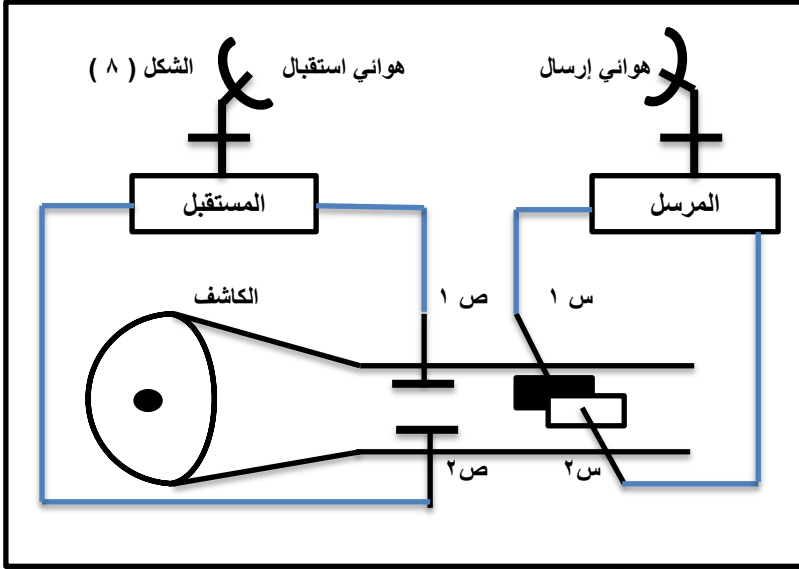 هوائي إرسال
هوائي استقبال
الشكل ( ٨ )
المرسل
المستقبل
س ١
ص ١
الكاشف
س٢
ص٢